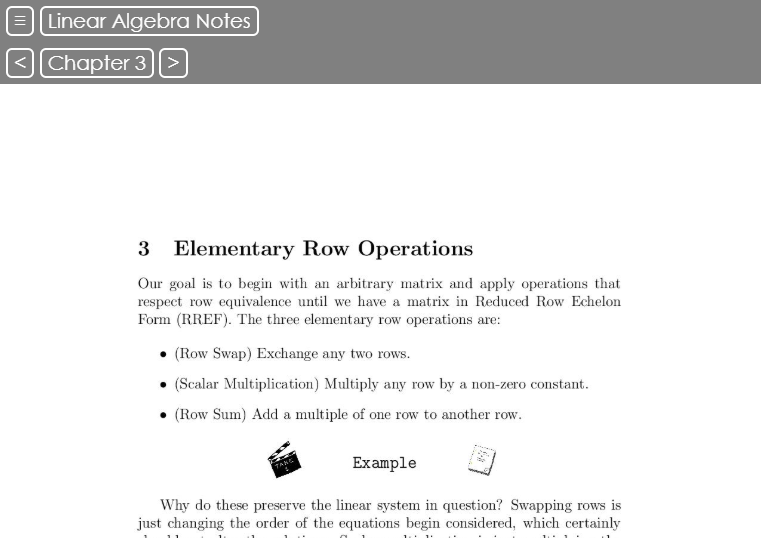 ≡ Linear Algebra Notes
< Chapter 3 >
3 Elementary Row Operations
Our goal is to begin with an arbitrary matrix and apply operations that
respect row equivalence until we have a matrix in Reduced Row Echelon
Form (RREF). The three elementary row operations are:
• (Row Swap) Exchange any two rows.
• (Scalar Multiplication) Multiply any row by a non-zero constant.
• (Row Sum) Add a multiple of one row to another row.
TAKE
Example
Why do these preserve the linear system in question? Swapping rows is
just changing the order of the equations begin considered, which certainly